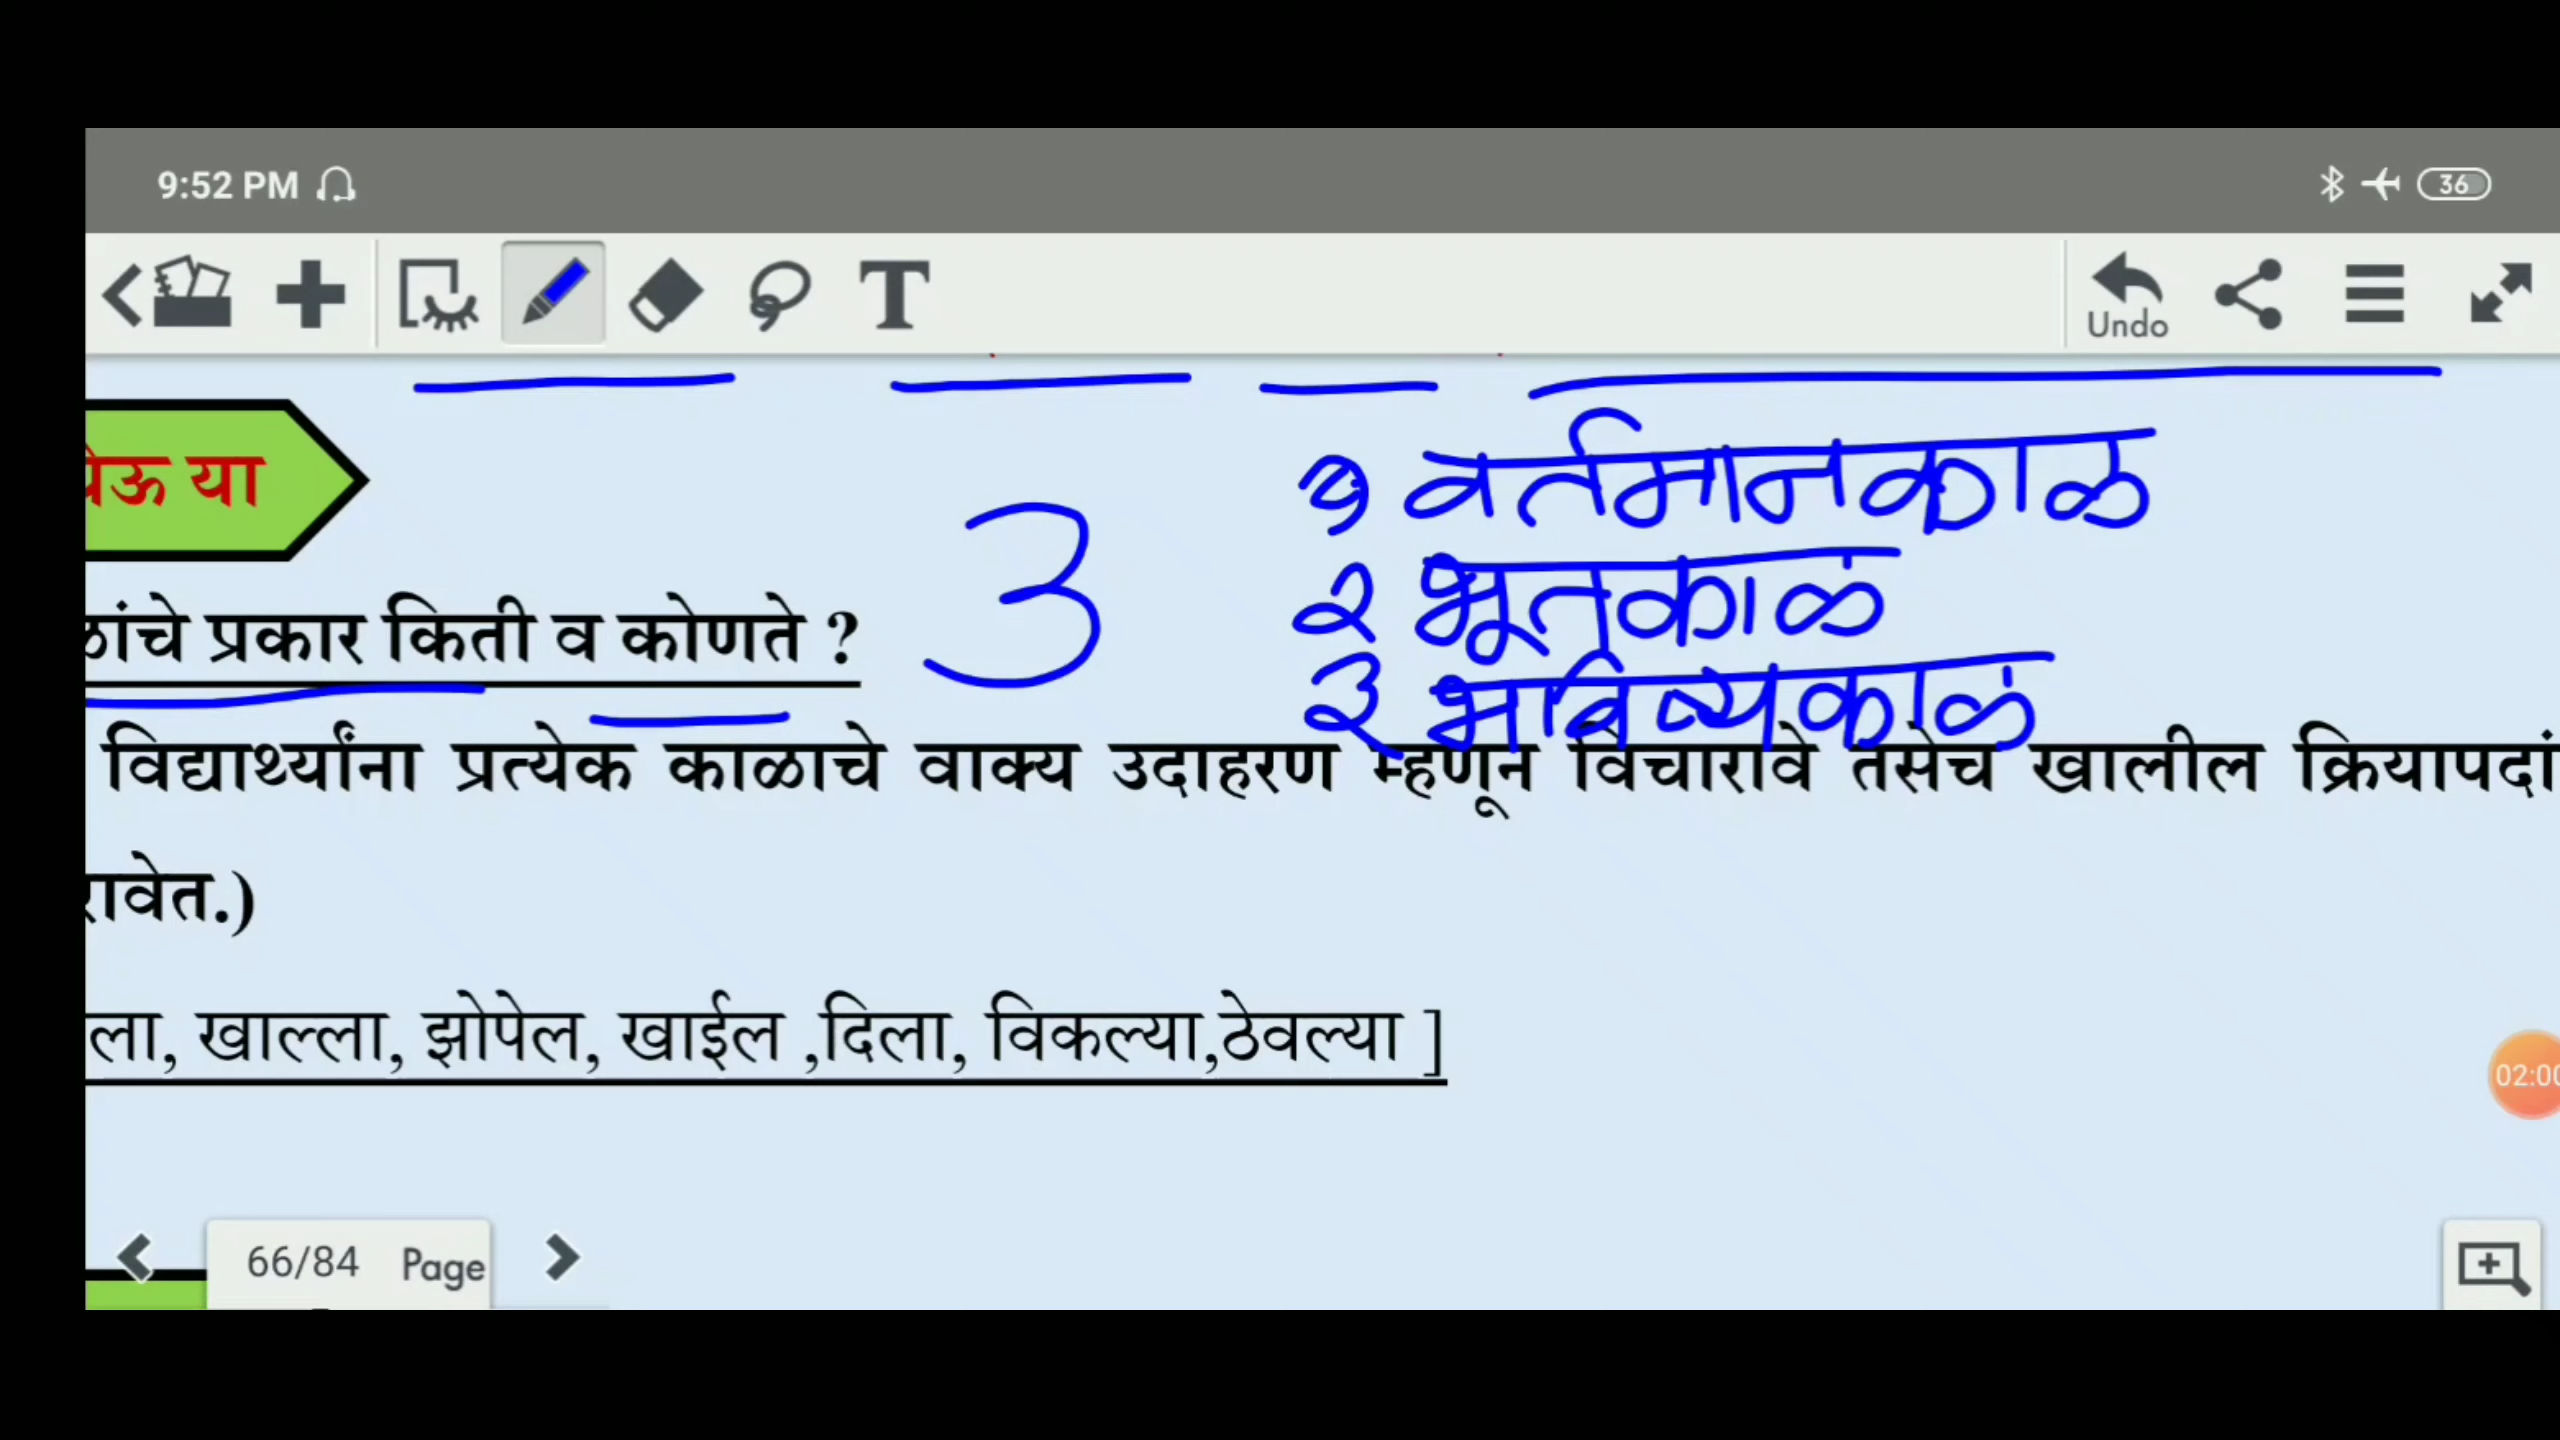 9:52 PM
36
Undo
या
१ वर्तमानकाळ
२ भूतकाळ
३ भविष्यकाळ
प्रकार किती व कोणते ? 3
विद्यार्थ्यांना प्रत्येक काळाचे वाक्य उदाहरण म्हणून विचारावे तसेच खालील क्रियापदां
रावेत.)
ला, खाल्ला, झोपेल, खाईल ,दिला, विकल्या,ठेवल्या ]
02:00
66/84 Page